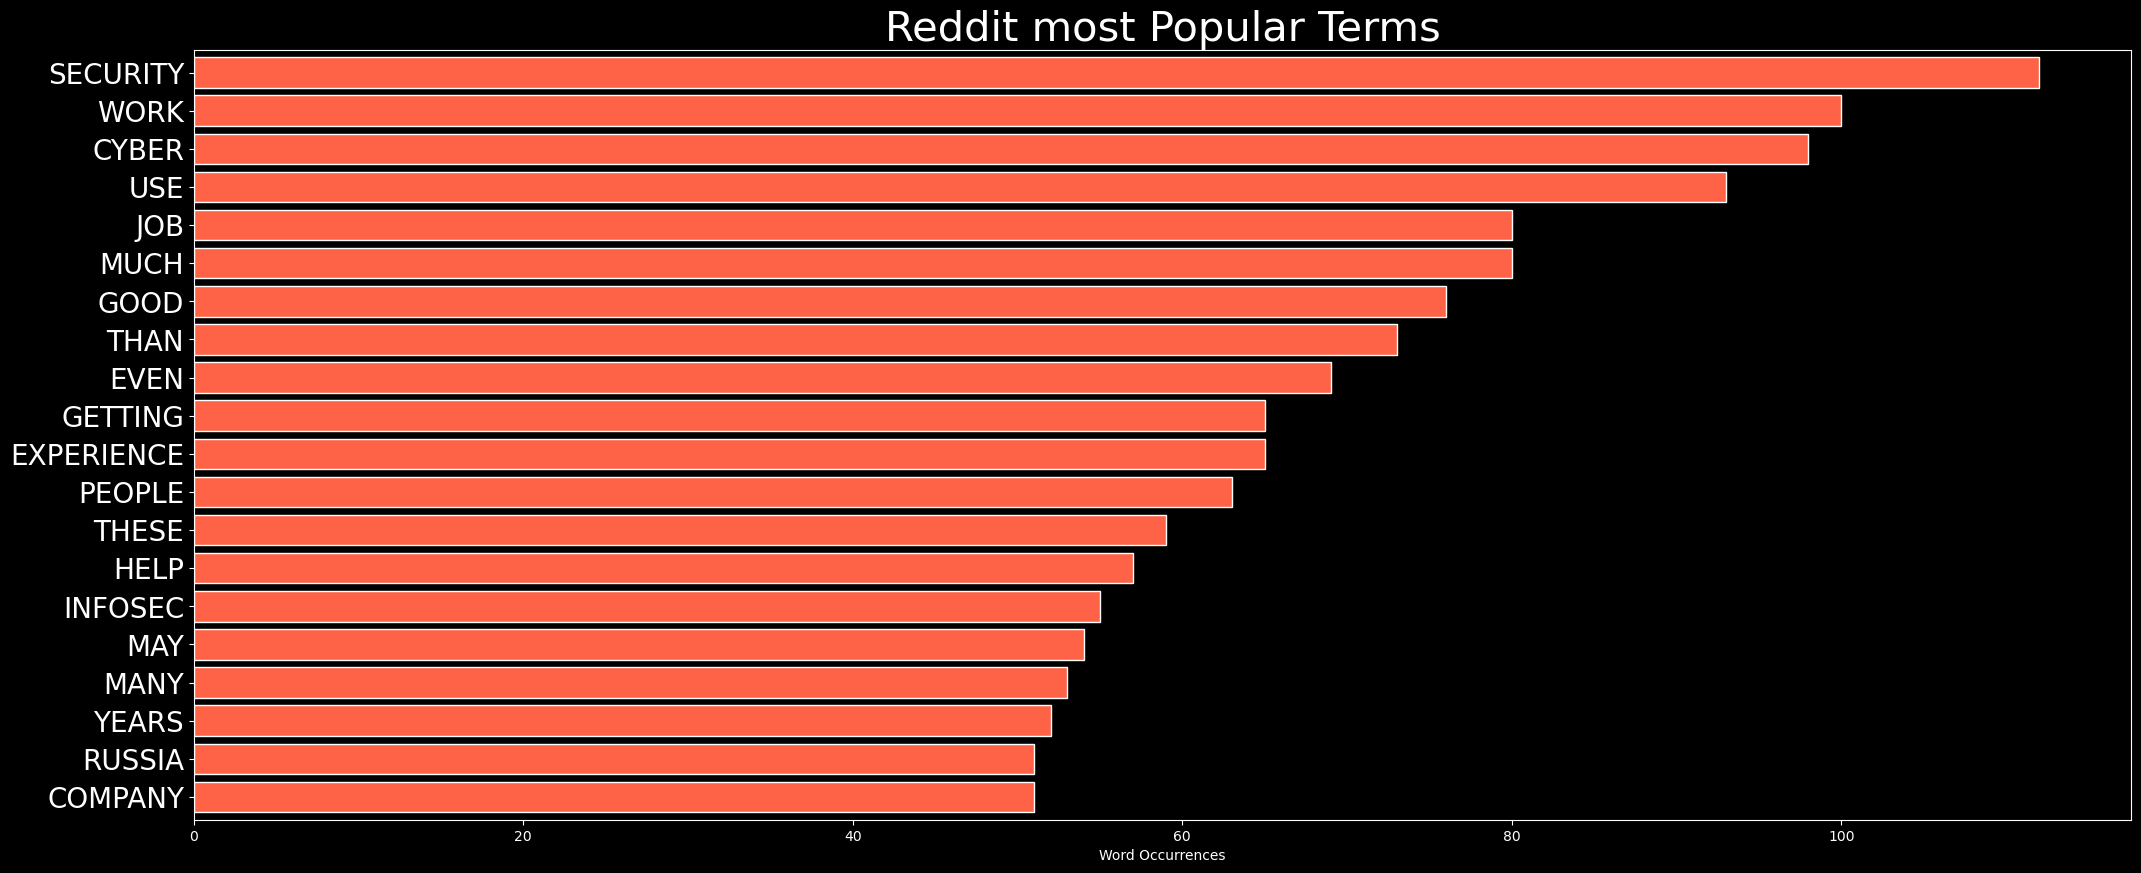 Reddit most Popular Terms
SECURITY
WORK
CYBER
USE
JOB
MUCH
GOOD
THAN
EVEN
GETTING
EXPERIENCE
PEOPLE
THESE
HELP
INFOSEC
MAY
MANY
YEARS
RUSSIA
COMPANY
0 20 40 60 80 100
Word Occurrences